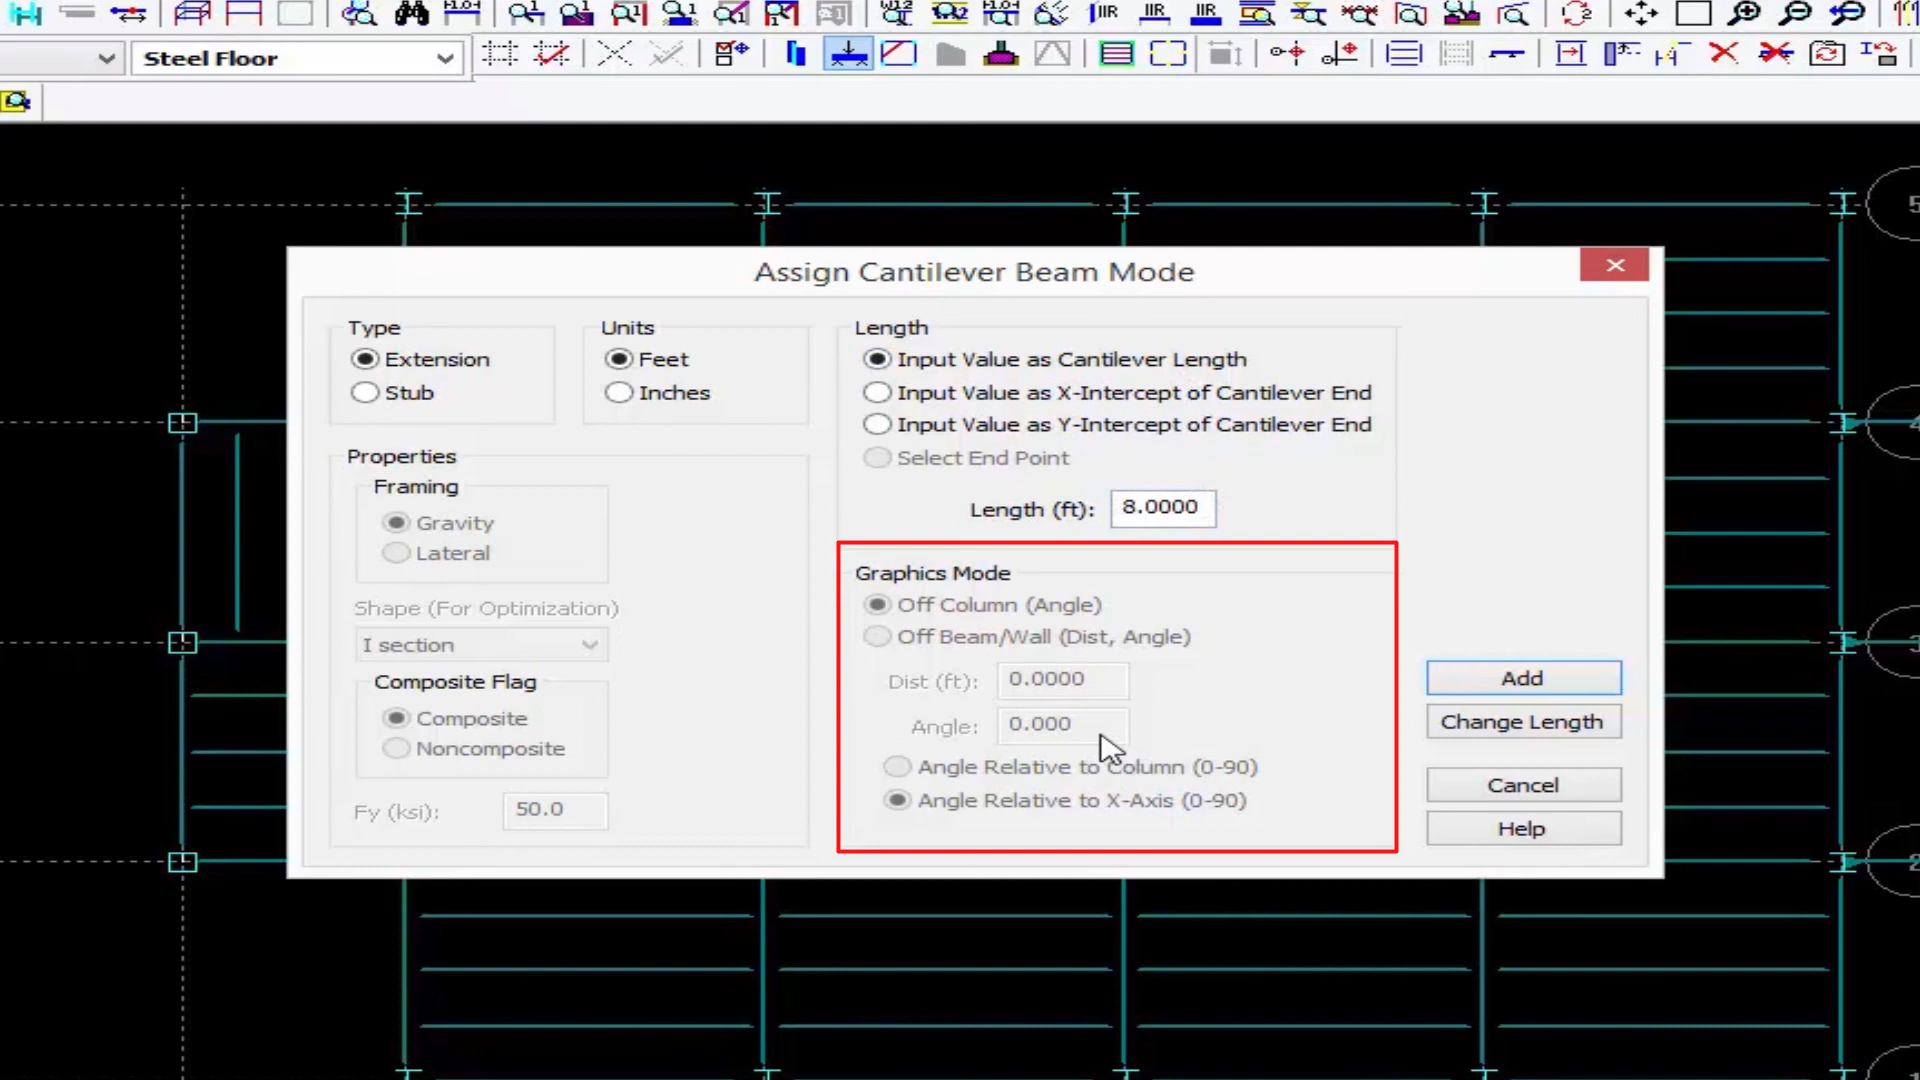 Steel Floor
Assign Cantilever Beam Mode
Type
Extension
Stub
Units
Feet
Inches
Length
Input Value as Cantilever Length
Input Value as X-Intercept of Cantilever End
Input Value as Y-Intercept of Cantilever End
Select End Point
Length (ft): 8.0000
Properties
Framing
Gravity
Lateral
Shape (For Optimization)
I section
Composite Flag
Composite
Noncomposite
Fy (ksi): 50.0
Graphics Mode
Off Column (Angle)
Off Beam/Wall (Dist, Angle)
Dist (ft): 0.0000
Angle: 0.000
Angle Relative to Column (0-90)
Angle Relative to X-Axis (0-90)
Add
Change Length
Cancel
Help
5
4
3
2